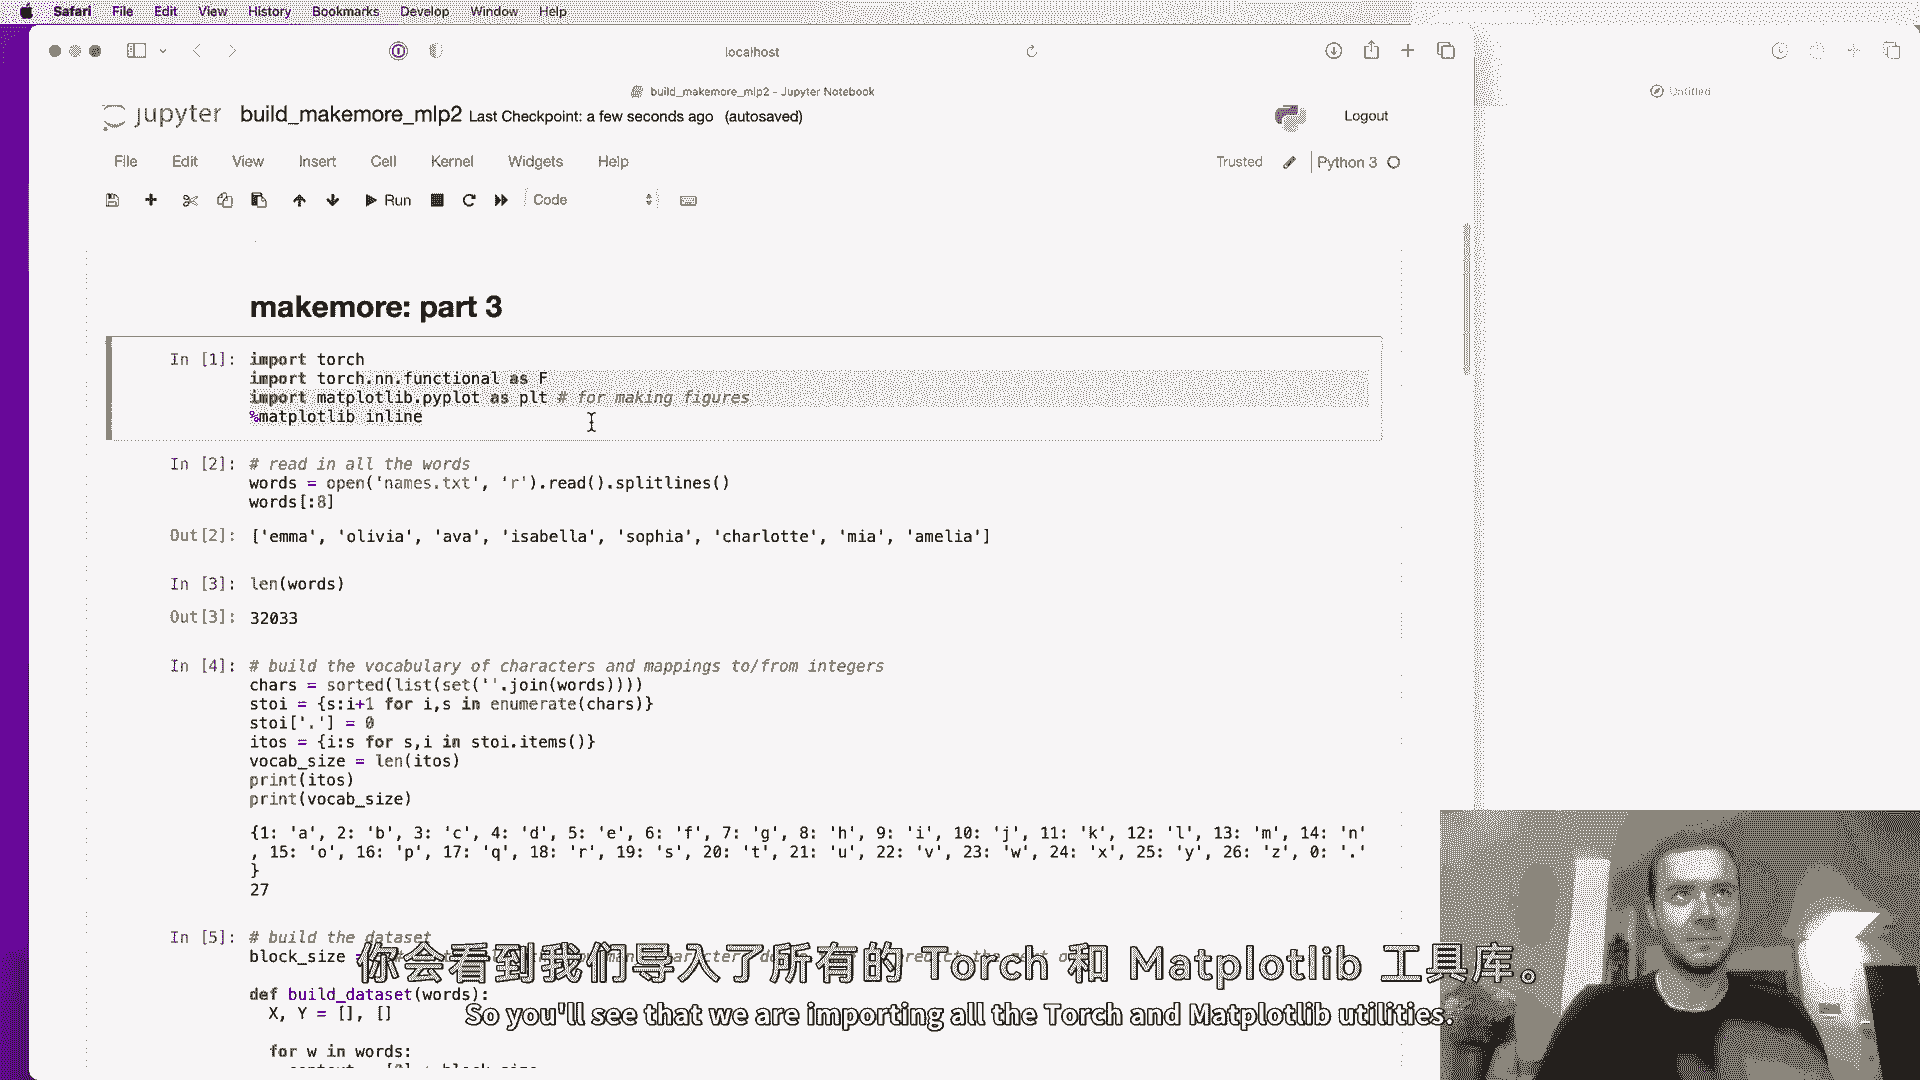 Safari File Edit View History Bookmarks Develop Window Help
localhost
build_makemore_mlp2 - Jupyter Notebook
Untitled
jupyter build_makemore_mlp2 Last Checkpoint: a few seconds ago (autosaved)
Logout
File Edit View Insert Cell Kernel Widgets Help
Trusted Python 3
Run Code
makemore: part 3
In [1]: import torch
import torch.nn.functional as F
import matplotlib.pyplot as plt # for making figures
%matplotlib inline
In [2]: # read in all the words
words = open('names.txt', 'r').read().splitlines()
words[:8]
Out[2]: ['emma', 'olivia', 'ava', 'isabella', 'sophia', 'charlotte', 'mia', 'amelia']
In [3]: len(words)
Out[3]: 32033
In [4]: # build the vocabulary of characters and mappings to/from integers
chars = sorted(list(set(''.join(words))))
stoi = {s:i+1 for i,s in enumerate(chars)}
stoi['.'] = 0
itos = {i:s for s,i in stoi.items()}
vocab_size = len(itos)
print(itos)
print(vocab_size)
{1: 'a', 2: 'b', 3: 'c', 4: 'd', 5: 'e', 6: 'f', 7: 'g', 8: 'h', 9: 'i', 10: 'j', 11: 'k', 12: 'l', 13: 'm', 14: 'n'
, 15: 'o', 16: 'p', 17: 'q', 18: 'r', 19: 's', 20: 't', 21: 'u', 22: 'v', 23: 'w', 24: 'x', 25: 'y', 26: 'z', 0: '.'
}
27
In [5]: # build the dataset
block_size
你会看到我们导入了所有的 Torch 和 Matplotlib 工具库。
def build_dataset(words):
X, Y = [], []
So you'll see that we are importing all the Torch and Matplotlib utilities.
for w in words: